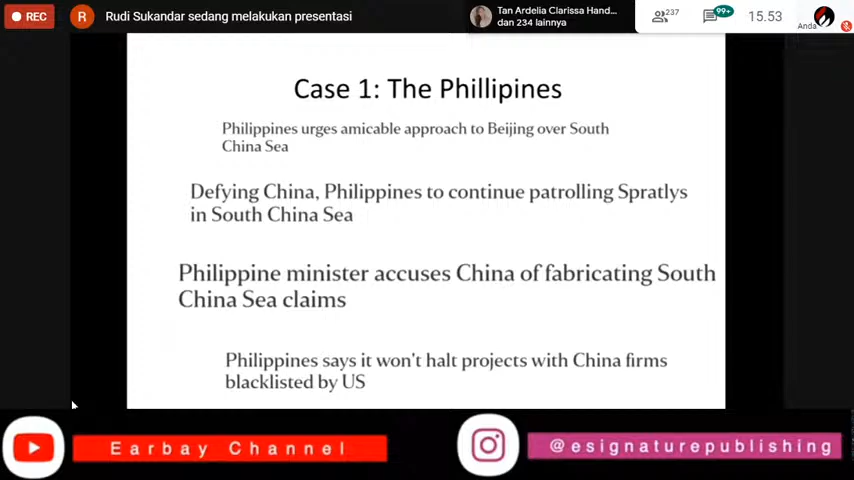 REC
R
Rudi Sukandar sedang melakukan presentasi
Tan Ardelia Clarissa Hand...
dan 234 lainnya
237
99+
15.53
Anda
Case 1: The Phillipines
Philippines urges amicable approach to Beijing over South
China Sea
Defying China, Philippines to continue patrolling Spratlys
in South China Sea
Philippine minister accuses China of fabricating South
China Sea claims
Philippines says it won't halt projects with China firms
blacklisted by US
Earbay Channel
@esignaturepublishing